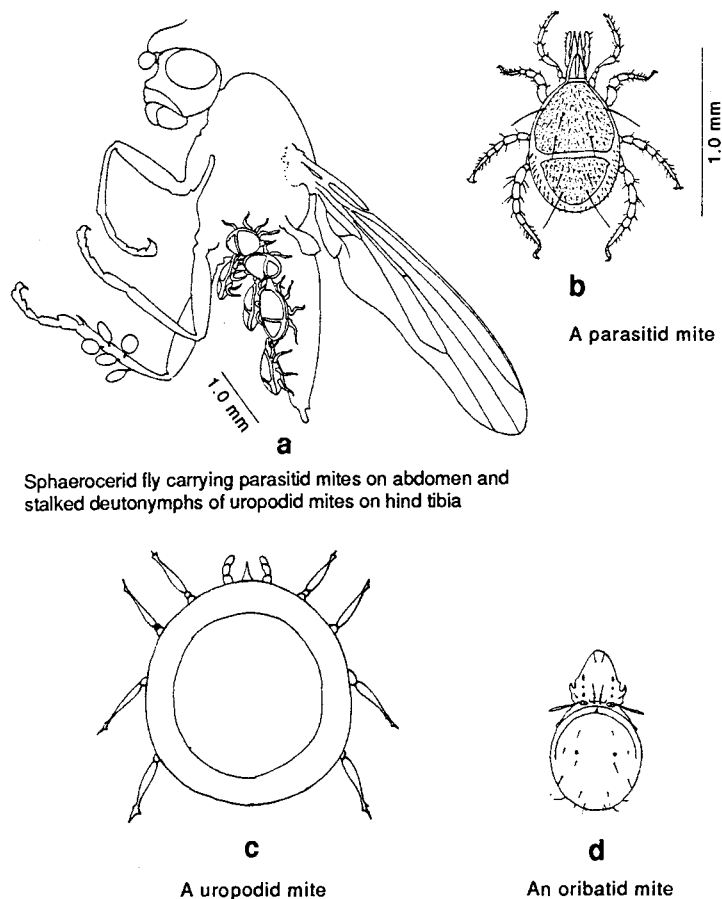 1.0 mm
b
A parasitid mite
1.0 mm
a
Sphaerocerid fly carrying parasitid mites on abdomen and
stalked deutonymphs of uropodid mites on hind tibia
c
d
A uropodid mite
An oribatid mite